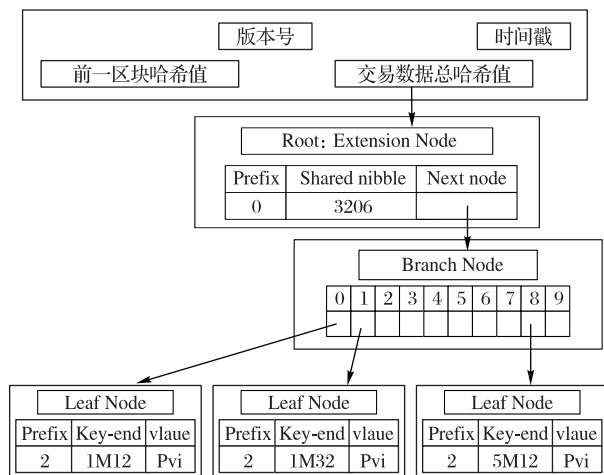 版本号 时间戳
前一区块哈希值 交易数据总哈希值
Root: Extension Node
Prefix Shared nibble Next node
0 3206
Branch Node
0 1 2 3 4 5 6 7 8 9
Leaf Node Leaf Node Leaf Node
Prefix Key-end vlaue Prefix Key-end vlaue Prefix Key-end vlaue
2 1M12 Pvi 2 1M32 Pvi 2 5M12 Pvi